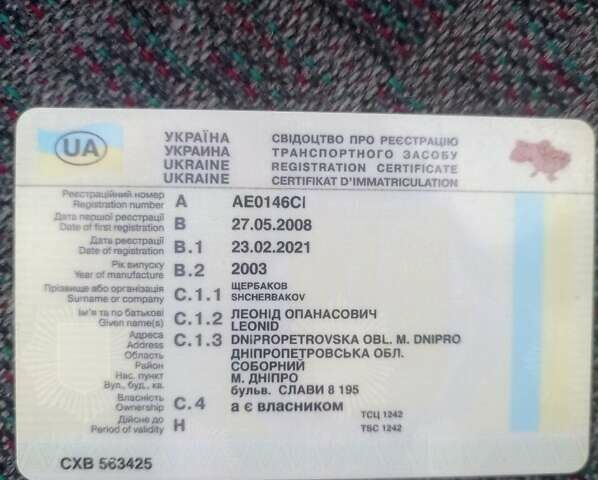 UA
УКРАЇНА СВІДОЦТВО ПРО РЕЄСТРАЦІЮ
УКРАИНА ТРАНСПОРТНОГО ЗАСОБУ
UKRAINE REGISTRATION CERTIFICATE
UKRAINE CERTIFIKAT D'IMMATRICULATION
Реєстраційний номер
Registration number A AE0146CI
Дата першої реєстрації
Date of first registration B 27.05.2008
Дата реєстрації
Date of registration B.1 23.02.2021
Рік випуску
Year of manufacture B.2 2003
Прізвище або організація ЩЕРБАКОВ
Surname or company C.1.1 SHCHERBAKOV
Ім'я та по батькові ЛЕОНІД ОПАНАСОВИЧ
Given name(s) C.1.2 LEONID
Адреса C.1.3 DNIPROPETROVSKA OBL. M. DNIPRO
Address ДНІПРОПЕТРОВСЬКА ОБЛ.
Область
Район СОБОРНИЙ
Нас. пункт М. ДНІПРО
Вул., буд., кв. бульв. СЛАВИ 8 195
Власність
Ownership C.4 а є власником ТСЦ 1242
Дійсне до
Period of validity H TSC 1242
СХВ 563425